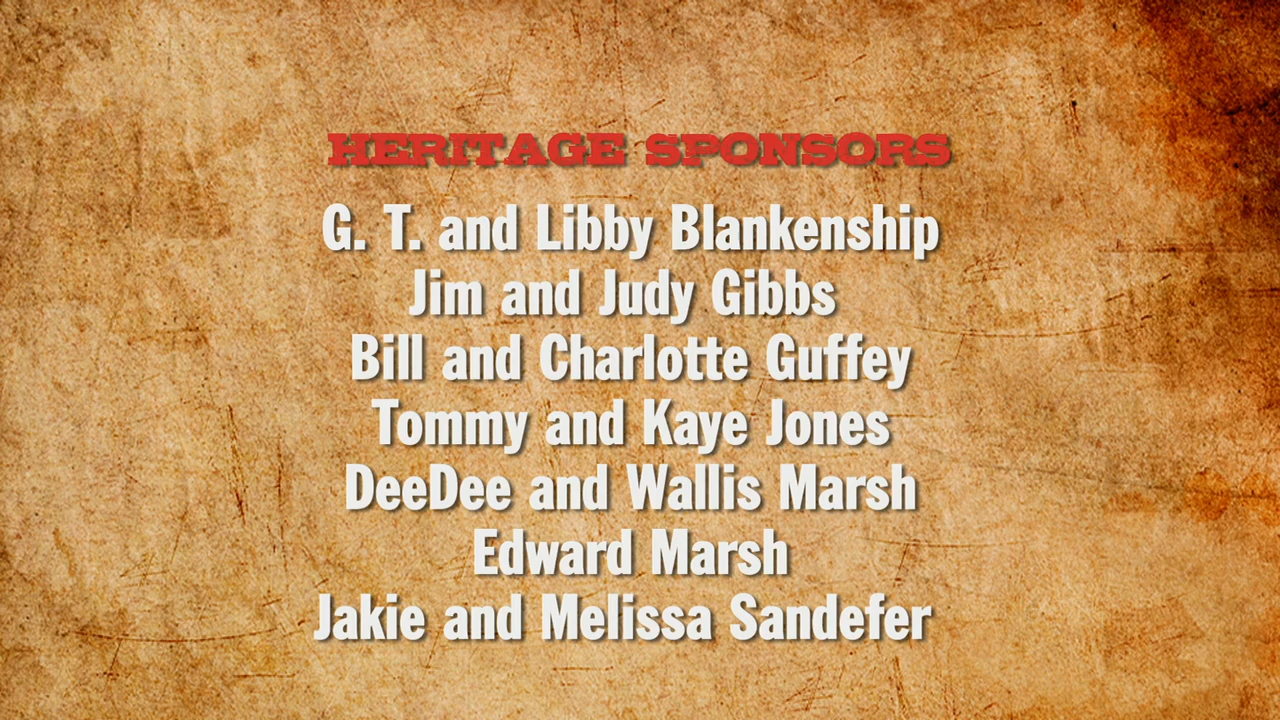 HERITAGE SPONSORS
G. T. and Libby Blankenship
Jim and Judy Gibbs
Bill and Charlotte Guffey
Tommy and Kaye Jones
DeeDee and Wallis Marsh
Edward Marsh
Jakie and Melissa Sandefer